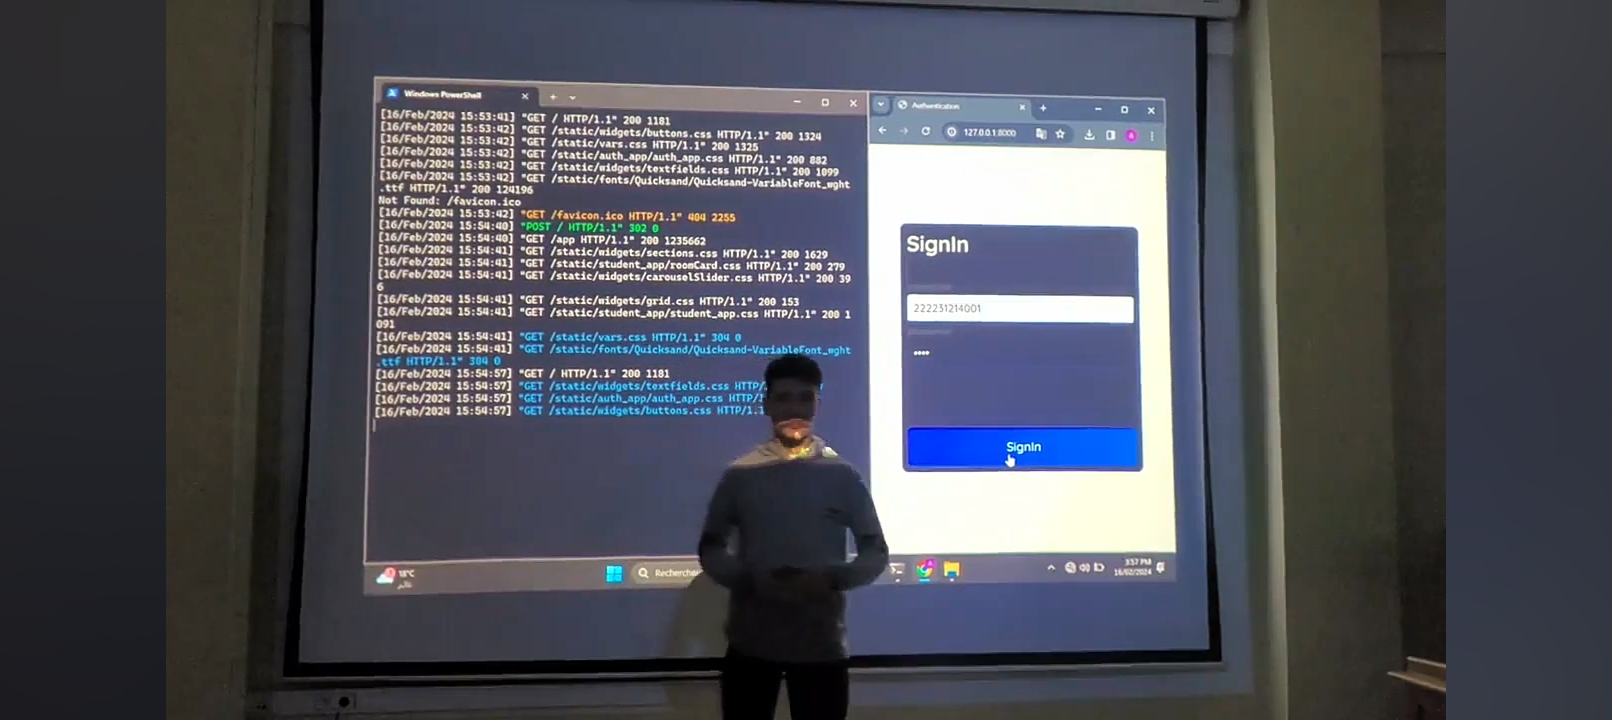 Windows PowerShell
[16/Feb/2024 15:53:41] "GET / HTTP/1.1" 200 1181
[16/Feb/2024 15:53:42] "GET /static/widgets/buttons.css HTTP/1.1" 200 1324
[16/Feb/2024 15:53:42] "GET /static/vars.css HTTP/1.1" 200 1325
[16/Feb/2024 15:53:42] "GET /static/auth_app/auth_app.css HTTP/1.1" 200 882
[16/Feb/2024 15:53:42] "GET /static/widgets/textfields.css HTTP/1.1" 200 1099
[16/Feb/2024 15:53:42] "GET /static/fonts/Quicksand/Quicksand-VariableFont_wght
.ttf HTTP/1.1" 200 124196
Not Found: /favicon.ico
[16/Feb/2024 15:53:42] "GET /favicon.ico HTTP/1.1" 404 2255
[16/Feb/2024 15:54:40] "POST / HTTP/1.1" 302 0
[16/Feb/2024 15:54:40] "GET /app HTTP/1.1" 200 1235662
[16/Feb/2024 15:54:41] "GET /static/widgets/sections.css HTTP/1.1" 200 1629
[16/Feb/2024 15:54:41] "GET /static/student_app/roomCard.css HTTP/1.1" 200 279
[16/Feb/2024 15:54:41] "GET /static/widgets/carouselSlider.css HTTP/1.1" 200 39
6
[16/Feb/2024 15:54:41] "GET /static/widgets/grid.css HTTP/1.1" 200 153
[16/Feb/2024 15:54:41] "GET /static/student_app/student_app.css HTTP/1.1" 200 1
091
[16/Feb/2024 15:54:41] "GET /static/vars.css HTTP/1.1" 304 0
[16/Feb/2024 15:54:41] "GET /static/fonts/Quicksand/Quicksand-VariableFont_wght
.ttf HTTP/1.1" 304 0
[16/Feb/2024 15:54:57] "GET / HTTP/1.1" 200 1181
[16/Feb/2024 15:54:57] "GET /static/widgets/textfields.css HTTP/
[16/Feb/2024 15:54:57] "GET /static/auth_app/auth_app.css HTTP/1
[16/Feb/2024 15:54:57] "GET /static/widgets/buttons.css HTTP/1.1
Authentication
127.0.0.1:8000
SignIn
222231214001
••••
SignIn
18°C
Recherche
3:57 PM
16/02/2024